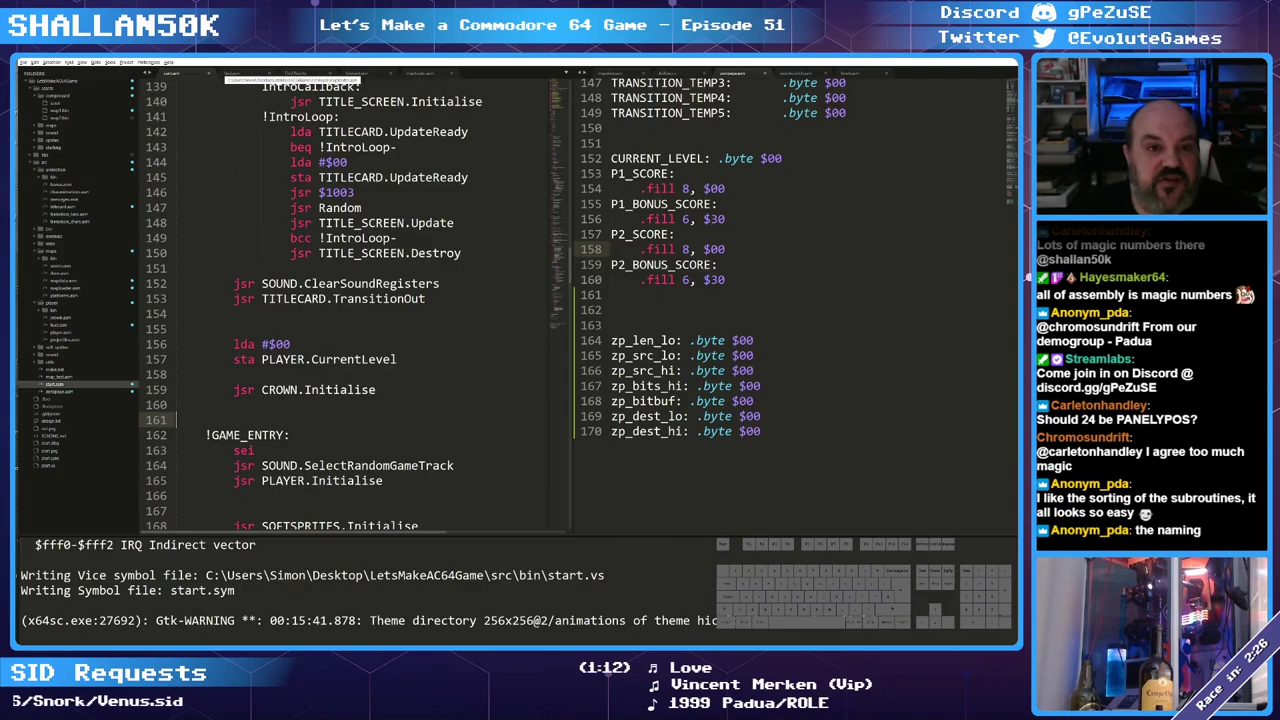 SHALLAN50K
Let's Make a Commodore 64 Game - Episode 51
Discord gPeZuSE
Twitter @EvoluteGames
139 IntroCallback:
140 jsr TITLE_SCREEN.Initialise
141 !IntroLoop:
142 lda TITLECARD.UpdateReady
143 beq !IntroLoop-
144 lda #$00
145 sta TITLECARD.UpdateReady
146 jsr $1003
147 jsr Random
148 jsr TITLE_SCREEN.Update
149 bcc !IntroLoop-
150 jsr TITLE_SCREEN.Destroy
151
152 jsr SOUND.ClearSoundRegisters
153 jsr TITLECARD.TransitionOut
154
155
156 lda #$00
157 sta PLAYER.CurrentLevel
158
159 jsr CROWN.Initialise
160
161
162 !GAME_ENTRY:
163 sei
164 jsr SOUND.SelectRandomGameTrack
165 jsr PLAYER.Initialise
166
167
168 jsr SOFTSPRITES.Initialise
147 TRANSITION_TEMP3: .byte $00
148 TRANSITION_TEMP4: .byte $00
149 TRANSITION_TEMP5: .byte $00
150
151
152 CURRENT_LEVEL: .byte $00
153 P1_SCORE:
154 .fill 8, $00
155 P1_BONUS_SCORE:
156 .fill 6, $30
157 P2_SCORE:
158 .fill 8, $00
159 P2_BONUS_SCORE:
160 .fill 6, $30
161
162
163
164 zp_len_lo: .byte $00
165 zp_src_lo: .byte $00
166 zp_src_hi: .byte $00
167 zp_bits_hi: .byte $00
168 zp_bitbuf: .byte $00
169 zp_dest_lo: .byte $00
170 zp_dest_hi: .byte $00
$fff0-$fff2 IRQ Indirect vector
Writing Vice symbol file: C:\Users\Simon\Desktop\LetsMakeAC64Game\src\bin\start.vs
Writing Symbol file: start.sym
(x64sc.exe:27692): Gtk-WARNING **: 00:15:41.878: Theme directory 256x256@2/animations of theme hic
Carletonhandley:
Lots of magic numbers there
@shallan50k
Hayesmaker64:
all of assembly is magic numbers
Anonym_pda:
@chromosundrift From our
demogroup - Padua
Streamlabs:
Come join in on Discord @
discord.gg/gPeZuSE
Carletonhandley:
Should 24 be PANELYPOS?
Chromosundrift:
@carletonhandley I agree too much
magic
Anonym_pda:
I like the sorting of the subroutines, it
all looks so easy
Anonym_pda: the naming
Race in: 2:26
SID Requests
S/Snork/Venus.sid
(1:12) ♫ Love
♫ Vincent Merken (Vip)
♪ 1999 Padua/ROLE